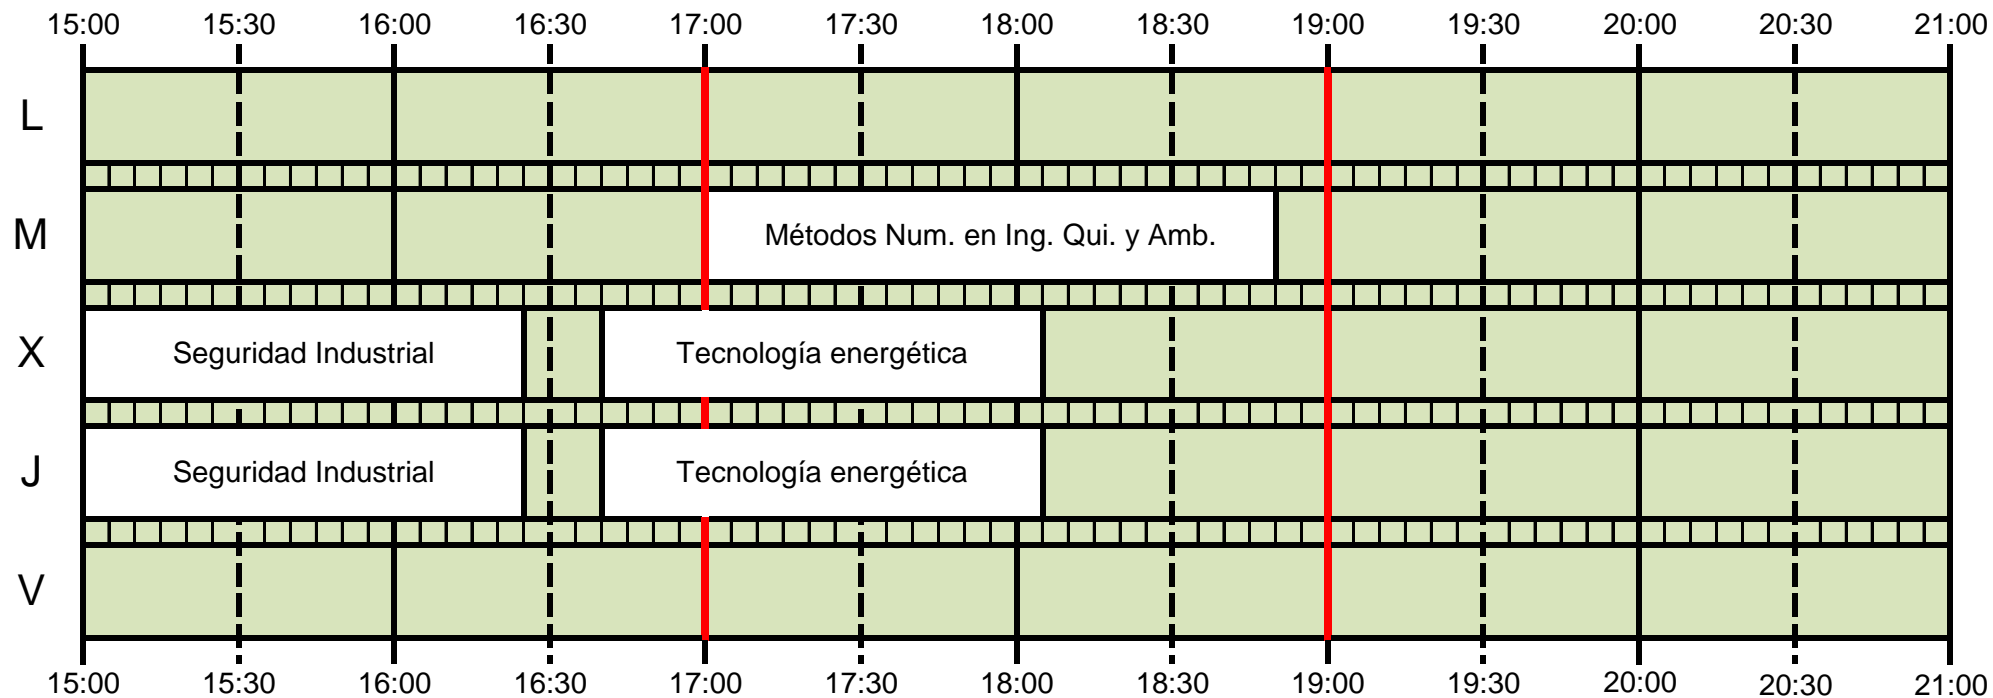 15:00 15:30 16:00 16:30 17:00 17:30 18:00 18:30 19:00 19:30 20:00 20:30 21:00
L
M Métodos Num. en Ing. Qui. y Amb.
X Seguridad Industrial Tecnología energética
J Seguridad Industrial Tecnología energética
V
15:00 15:30 16:00 16:30 17:00 17:30 18:00 18:30 19:00 19:30 20:00 20:30 21:00